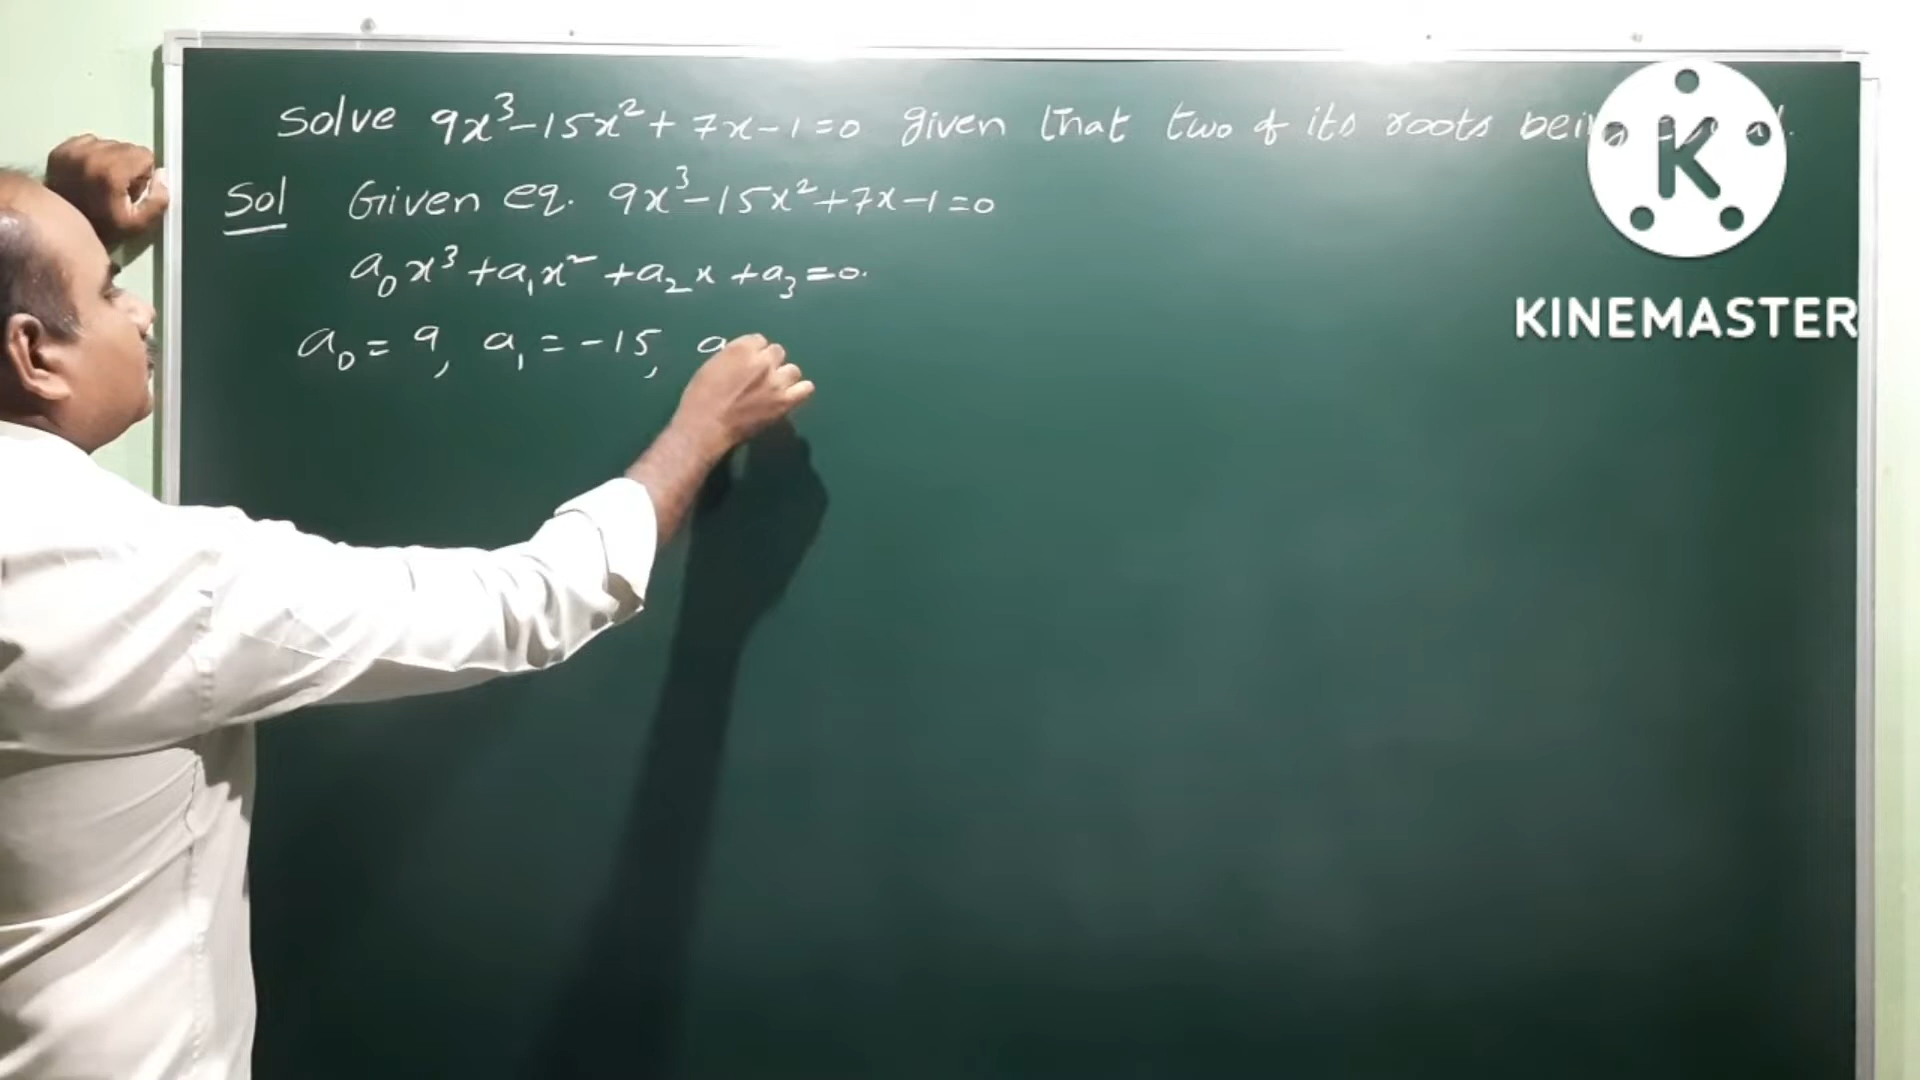 Solve 9x³-15x²+7x-1=0 given that two of its roots being
Sol Given eq. 9x³-15x²+7x-1=0
a₀x³+a₁x²+a₂x+a₃=0.
a₀=9, a₁=-15, a
K
KINEMASTER